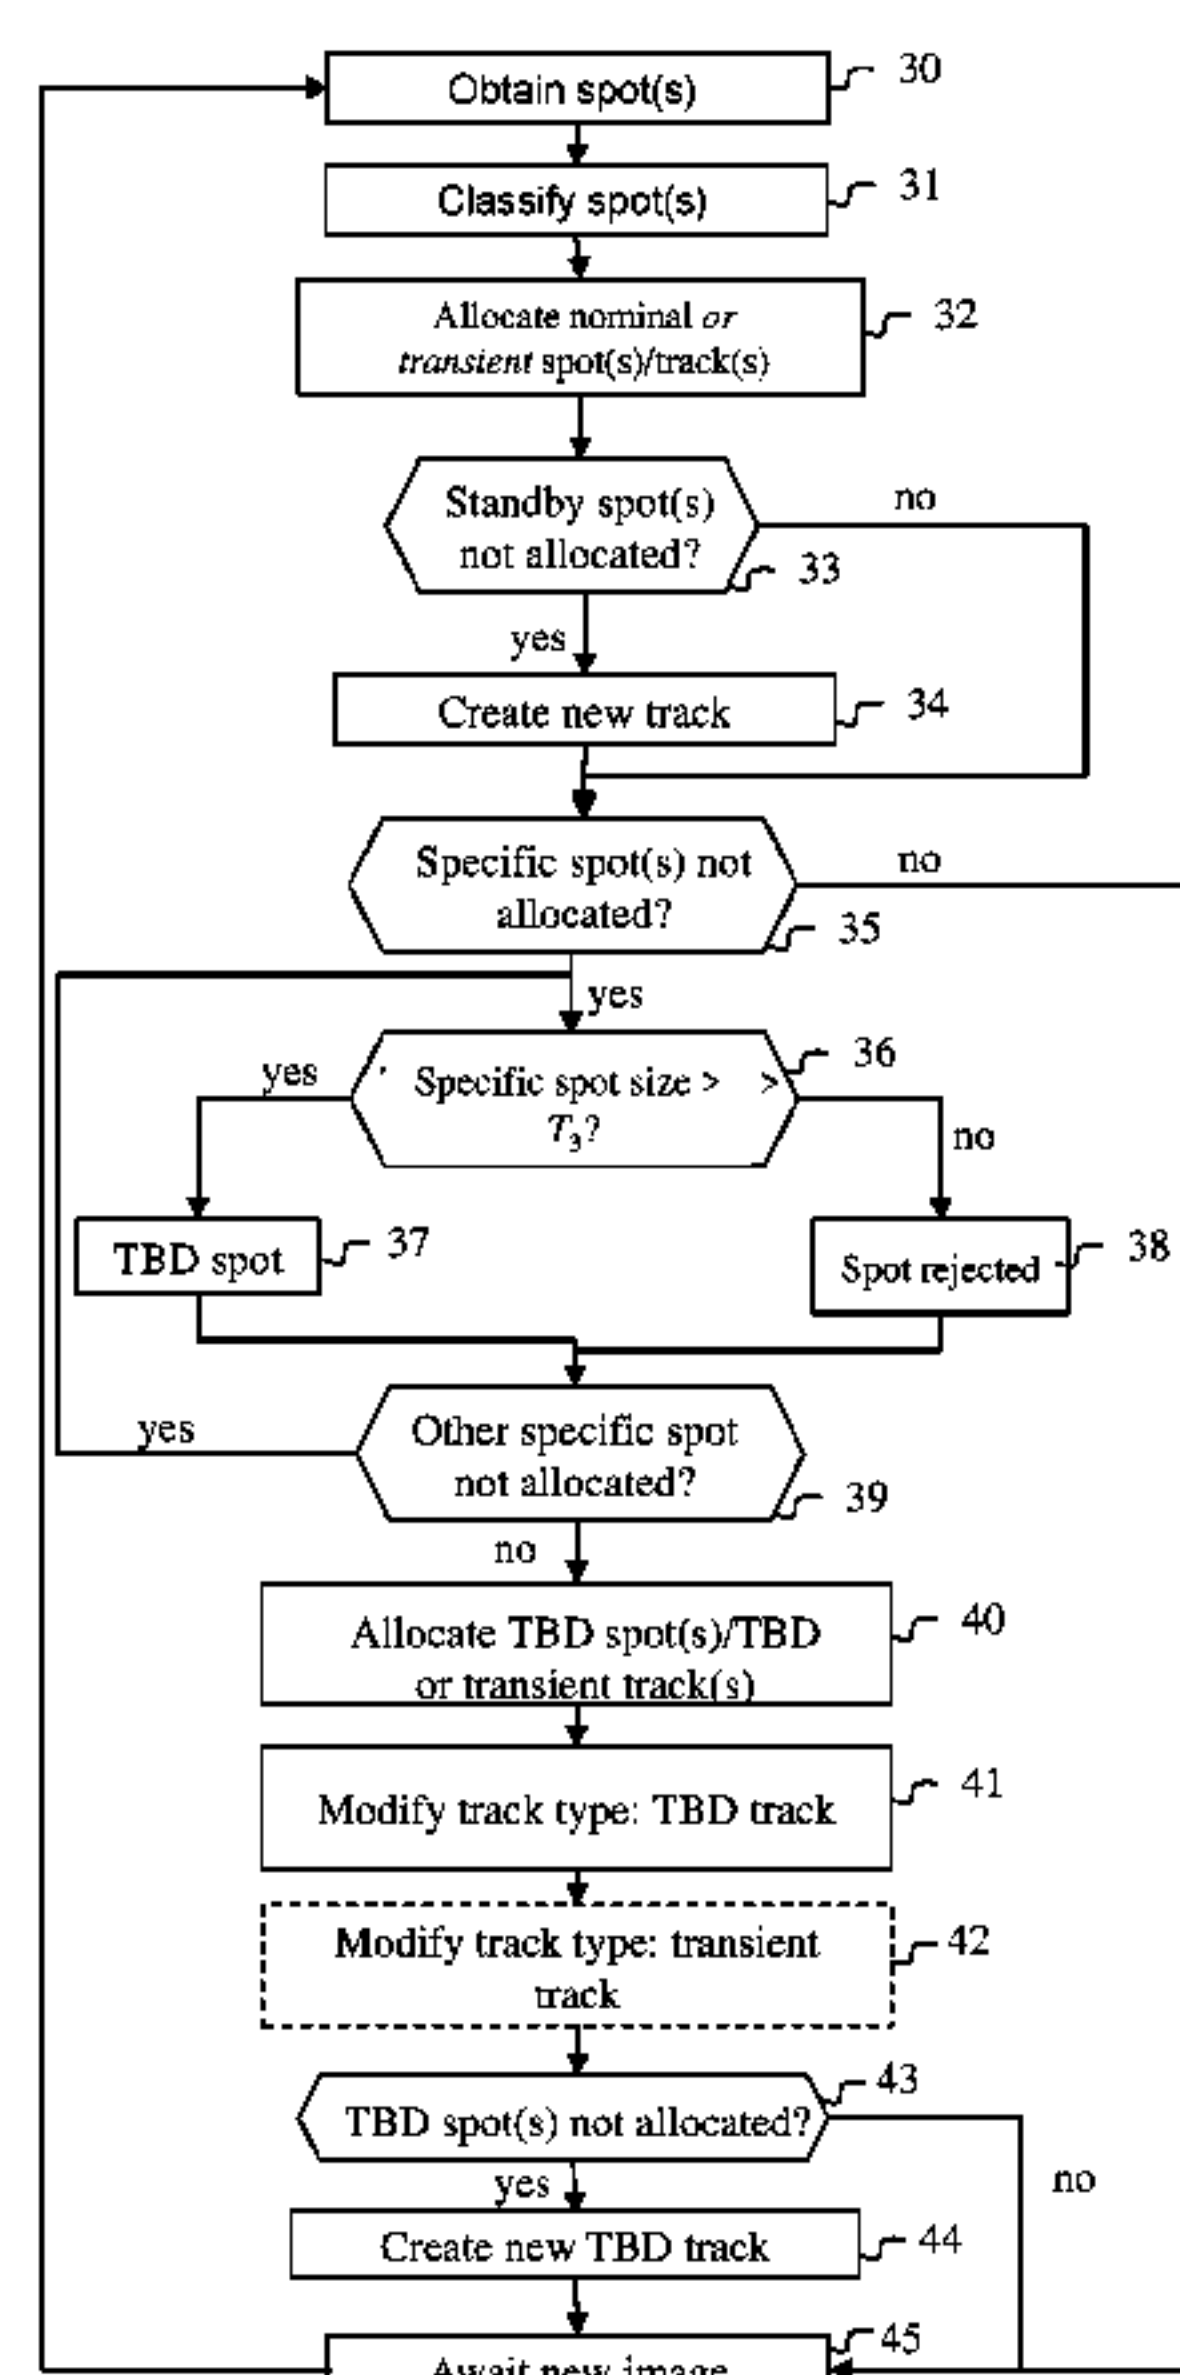 Obtain spot(s)
30
Classify spot(s)
31
Allocate nominal or
transient spot(s)/track(s)
32
Standby spot(s)
not allocated?
33
no
yes
Create new track
34
Specific spot(s) not
allocated?
35
no
yes
Specific spot size > >
T3?
36
yes
no
TBD spot
37
Spot rejected
38
Other specific spot
not allocated?
39
yes
no
Allocate TBD spot(s)/TBD
or transient track(s)
40
Modify track type: TBD track
41
Modify track type: transient
track
42
TBD spot(s) not allocated?
43
yes
no
Create new TBD track
44
Await new image
45